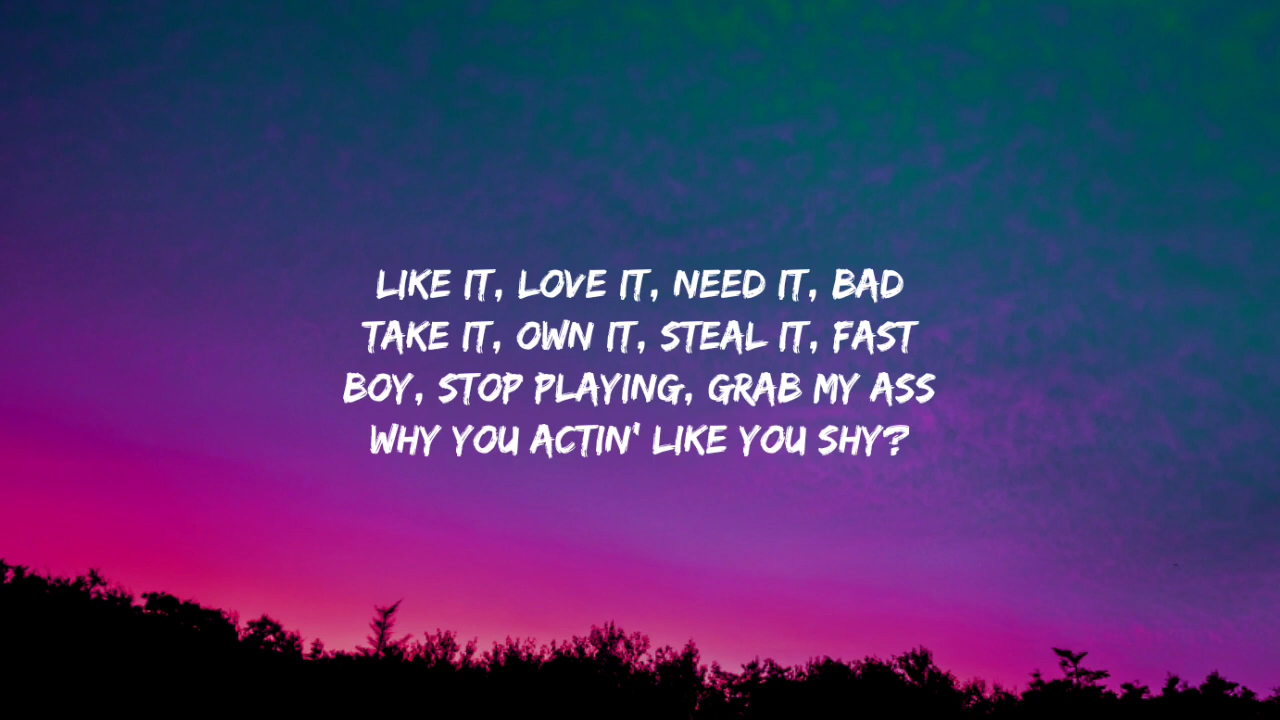 LIKE IT, LOVE IT, NEED IT, BAD
TAKE IT, OWN IT, STEAL IT, FAST
BOY, STOP PLAYING, GRAB MY ASS
WHY YOU ACTIN' LIKE YOU SHY?